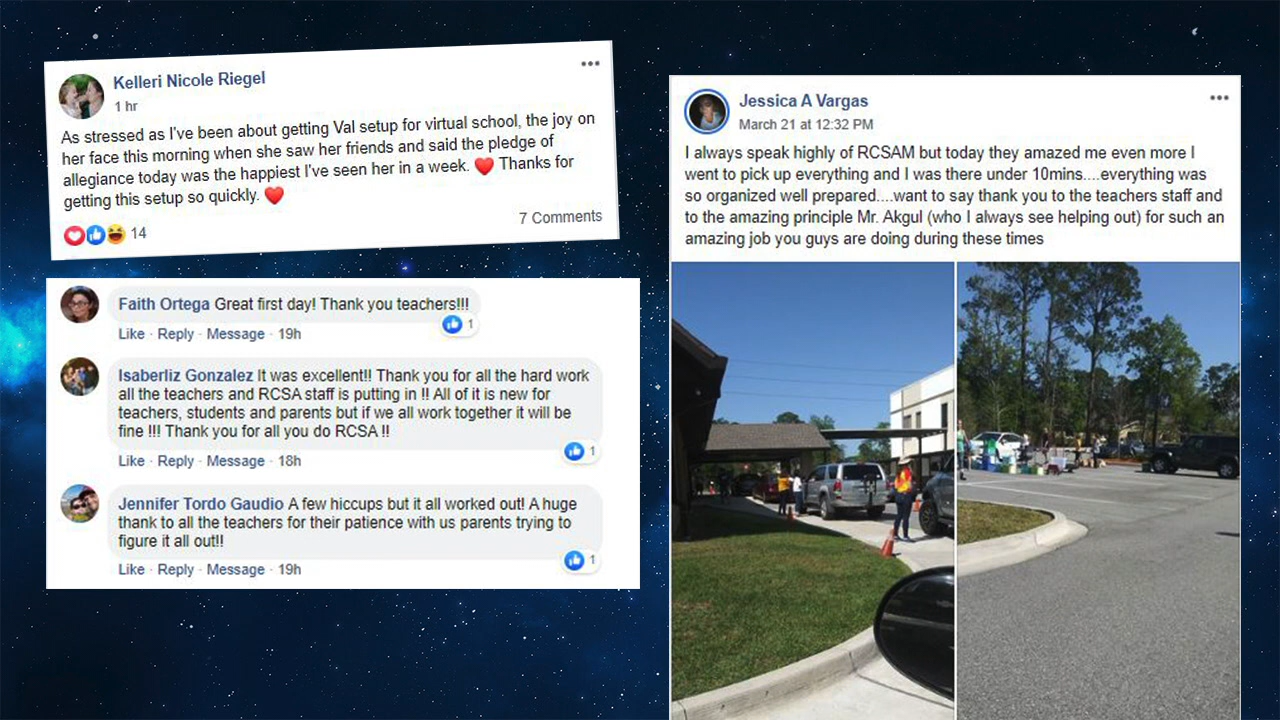 Kelleri Nicole Riegel
1 hr
As stressed as I've been about getting Val setup for virtual school, the joy on
her face this morning when she saw her friends and said the pledge of
allegiance today was the happiest I've seen her in a week. ❤️ Thanks for
getting this setup so quickly. ❤️
14
7 Comments
Faith Ortega Great first day! Thank you teachers!!!
1
Like · Reply · Message · 19h
Isaberliz Gonzalez It was excellent!! Thank you for all the hard work
all the teachers and RCSA staff is putting in !! All of it is new for
teachers, students and parents but if we all work together it will be
fine !!! Thank you for all you do RCSA !!
1
Like · Reply · Message · 18h
Jennifer Tordo Gaudio A few hiccups but it all worked out! A huge
thank to all the teachers for their patience with us parents trying to
figure it all out!!
1
Like · Reply · Message · 19h
Jessica A Vargas
March 21 at 12:32 PM
I always speak highly of RCSAM but today they amazed me even more I
went to pick up everything and I was there under 10mins....everything was
so organized well prepared....want to say thank you to the teachers staff and
to the amazing principle Mr. Akgul (who I always see helping out) for such an
amazing job you guys are doing during these times